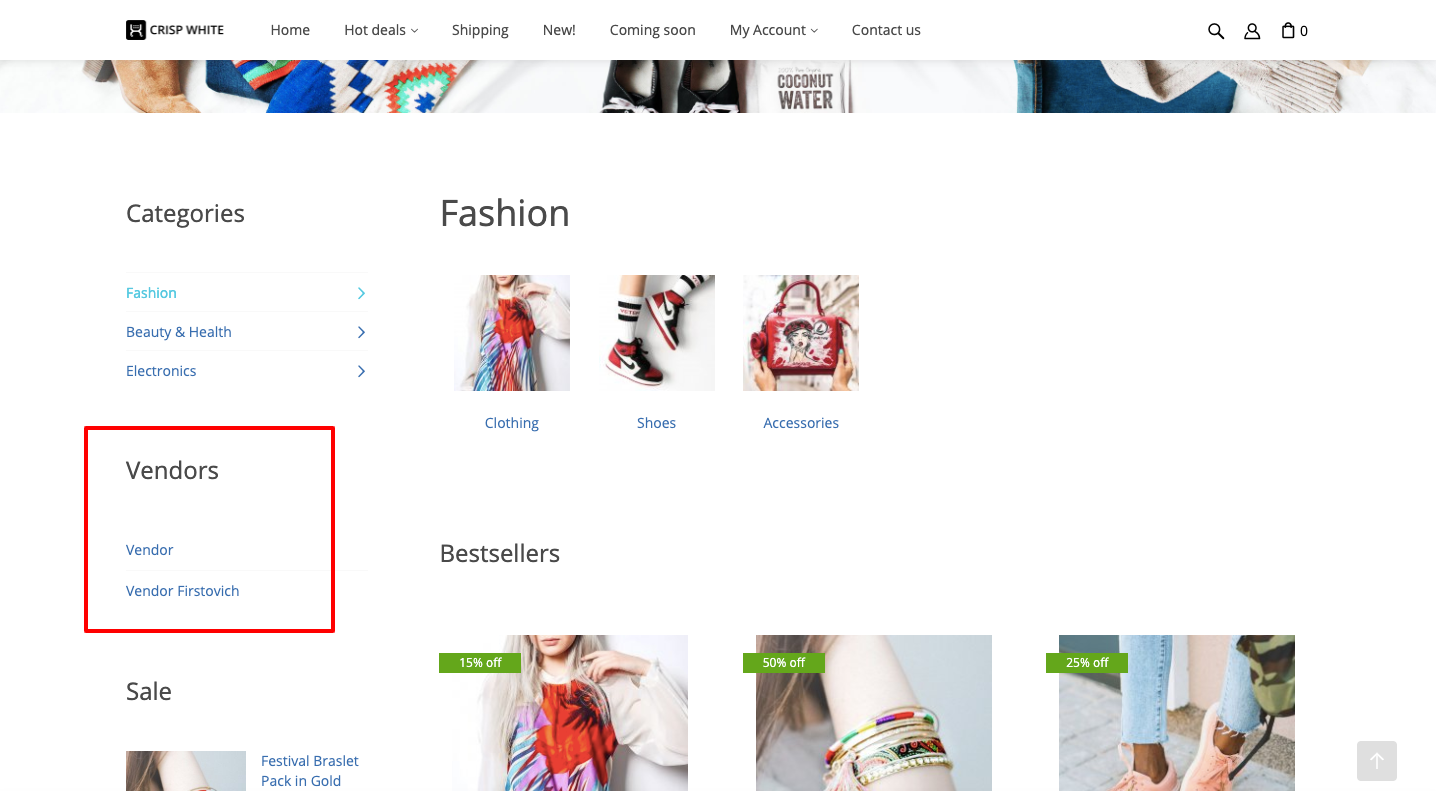 CRISP WHITE
Home
Hot deals
Shipping
New!
Coming soon
My Account
Contact us
0
COCONUT
WATER
Categories
Fashion
Beauty & Health
Electronics
Fashion
Clothing
Shoes
Accessories
Vendors
Vendor
Vendor Firstovich
Bestsellers
15% off
50% off
25% off
Sale
Festival Braslet
Pack in Gold